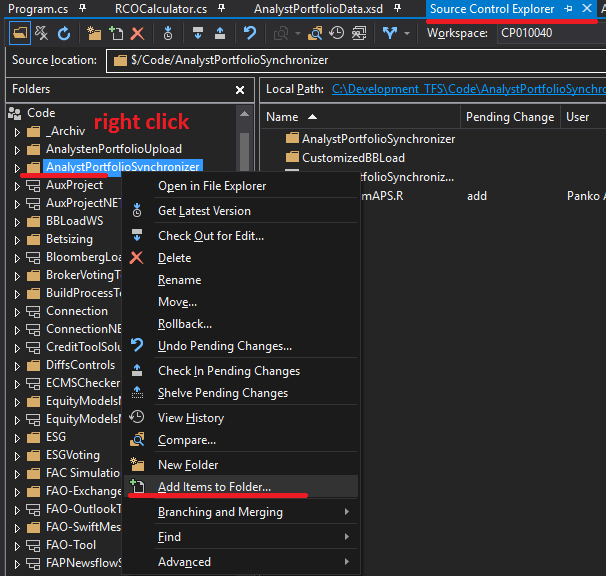 Program.cs
RCOCalculator.cs
AnalystPortfolioData.xsd
Source Control Explorer
Workspace: CP010040
Source Location: $/Code/AnalystPortfolioSynchronizer
Folders
Local Path: C:\Development_TFS\Code\AnalystPortfolioSynchro
Code
right click
Name Pending Change User
_Archiv
AnalystenPortfolioUpload
AnalystPortfolioSynchronizer
AuxProject
AuxProjectNET
BBLoadWS
Betsizing
BloombergLoa
BrokerVotingT
BuildProcessTe
Connection
ConnectionNE
CreditToolSolu
DiffsControls
ECMSChecker
EquityModelsM
EquityModelsN
ESG
ESGVoting
FAC Simulatio
FAO-Exchange
FAO-OutlookT
FAO-SwiftMes
FAO-Tool
FAPNewsflowS
AnalystPortfolioSynchronizer
CustomizedBBLoad
tfolioSynchroniz...
mAPS.R add Panko A
Open in File Explorer
Get Latest Version
Check Out for Edit...
Delete
Rename
Move...
Rollback...
Undo Pending Changes...
Check In Pending Changes
Shelve Pending Changes
View History
Compare...
New Folder
Add Items to Folder...
Branching and Merging
Find
Advanced